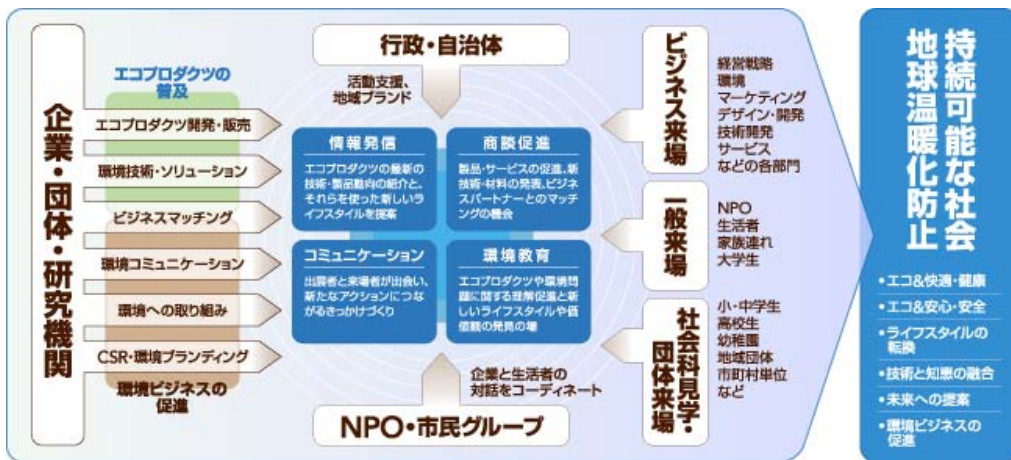 企業・団体・研究機関
エコプロダクツの
普及
エコプロダクツ開発・販売
環境技術・ソリューション
ビジネスマッチング
環境コミュニケーション
環境への取り組み
CSR・環境ブランディング
環境ビジネスの
促進
行政・自治体
活動支援、
地域ブランド
情報発信
エコプロダクツの最新の
技術・製品動向の紹介と、
それらを使った新しいラ
イフスタイルを提案
商談促進
製品・サービスの促進、新
技術・材料の発表、ビジネ
スパートナーとのマッチ
ングの機会
コミュニケーション
出展者と来場者が出会い、
新たなアクションにつな
がるきっかけづくり
環境教育
エコプロダクツや環境問
題に関する理解促進と新
しいライフスタイルや価
値観の発見の場
企業と生活者の
対話をコーディネート
NPO・市民グループ
ビジネス来場
経営戦略
環境
マーケティング
デザイン・開発
技術開発
サービス
などの各部門
一般来場
NPO
生活者
家族連れ
大学生
社会科見学・
団体来場
小・中学生
高校生
幼稚園
地域団体
市町村単位
など
持続可能な社会
地球温暖化防止
•エコ&快適・健康
•エコ&安心・安全
•ライフスタイルの
転換
•技術と知恵の融合
•未来への提案
•環境ビジネスの
促進